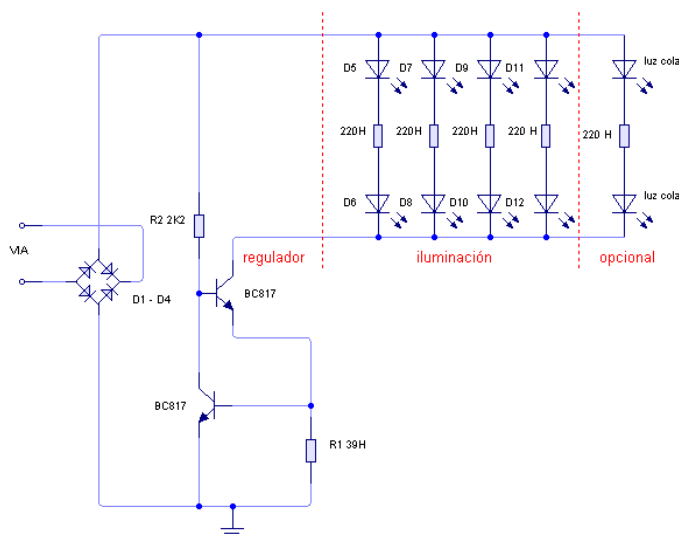 D5
D7
D9
D11
luz cola
220H
220H
220H
220 H
220 H
D6
D8
D10
D12
luz cola
R2 2K2
VIA
regulador
iluminación
opcional
D1 - D4
BC817
BC817
R1 39H